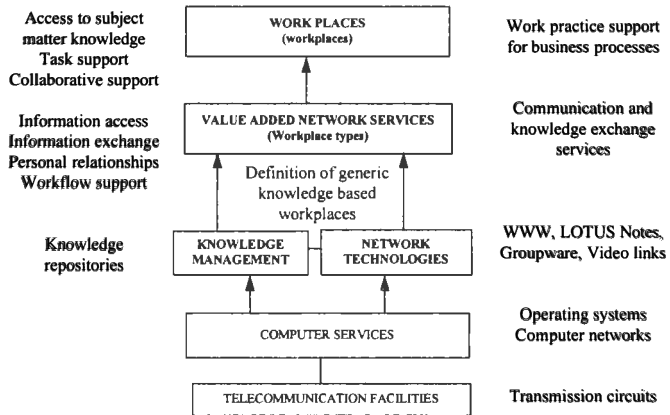 Access to subject
matter knowledge
Task support
Collaborative support
WORK PLACES
(workplaces)
Work practice support
for business processes
Information access
Information exchange
Personal relationships
Workflow support
VALUE ADDED NETWORK SERVICES
(Workplace types)
Communication and
knowledge exchange
services
Definition of generic
knowledge based
workplaces
Knowledge
repositories
KNOWLEDGE
MANAGEMENT
NETWORK
TECHNOLOGIES
WWW, LOTUS Notes,
Groupware, Video links
COMPUTER SERVICES
Operating systems
Computer networks
TELECOMMUNICATION FACILITIES
Transmission circuits